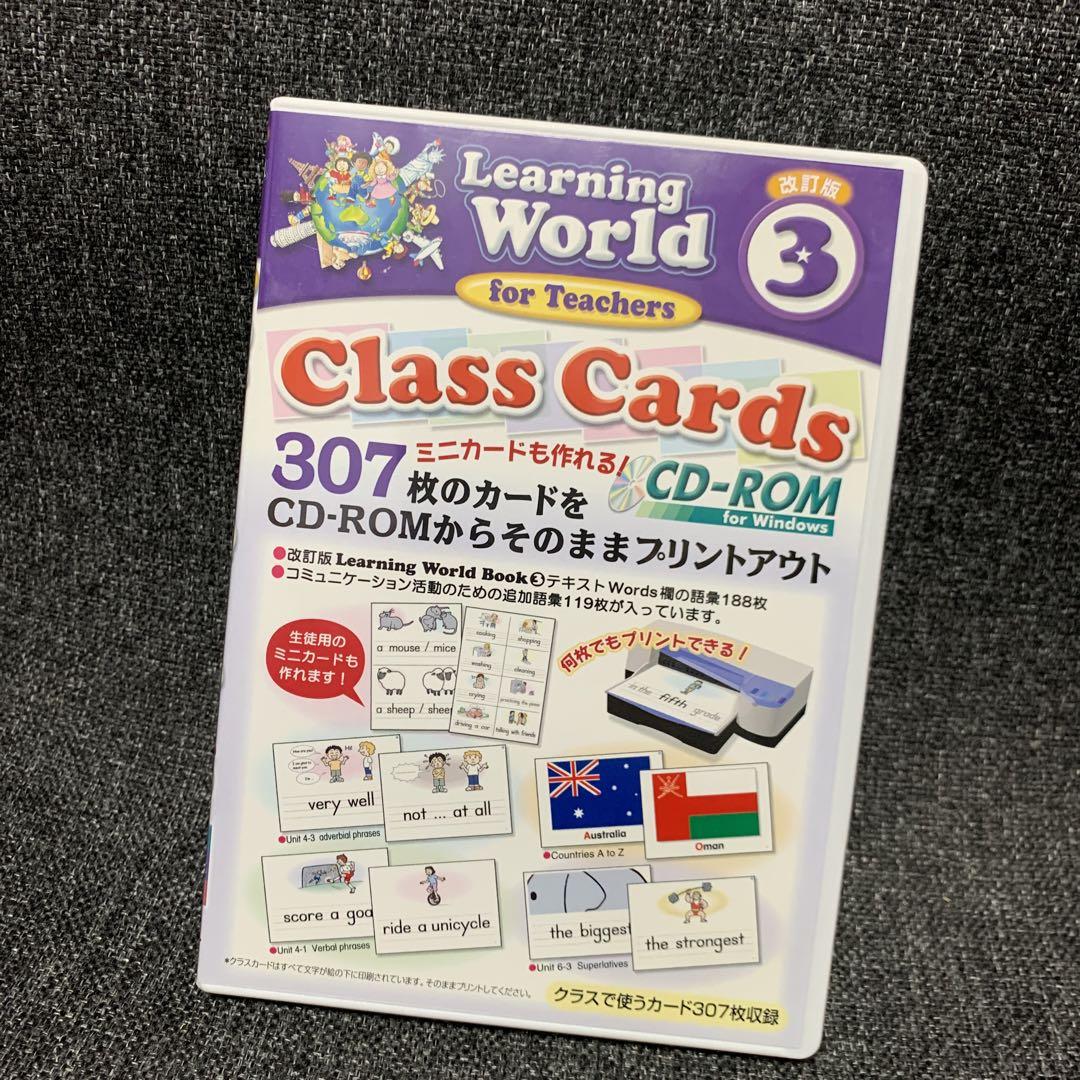 Learning
World
改訂版
3
for Teachers
Class Cards
ミニカードも作れる!
CD-ROM
for Windows
307枚のカードを
CD-ROMからそのままプリントアウト
●改訂版 Learning World Book❸テキスト Words欄の語彙188枚
●コミュニケーション活動のための追加語彙119枚が入っています。
生徒用の
ミニカードも
作れます!
a mouse / mice
a sheep / sheep
cooking
shopping
washing
cleaning
crying
practicing the piano
driving a car
talking with friends
何枚でもプリントできる!
in the fifth grade
How are you?
Hi!
very well
not ... at all
●Unit 4-3 adverbial phrases
Australia
Oman
●Countries A to Z
score a goa
ride a unicycle
●Unit 4-1 Verbal phrases
the biggest
the strongest
●Unit 6-3 Superlatives
*クラスカードはすべて文字が絵の下に印刷されています。そのままプリントしてください。
クラスで使うカード307枚収録